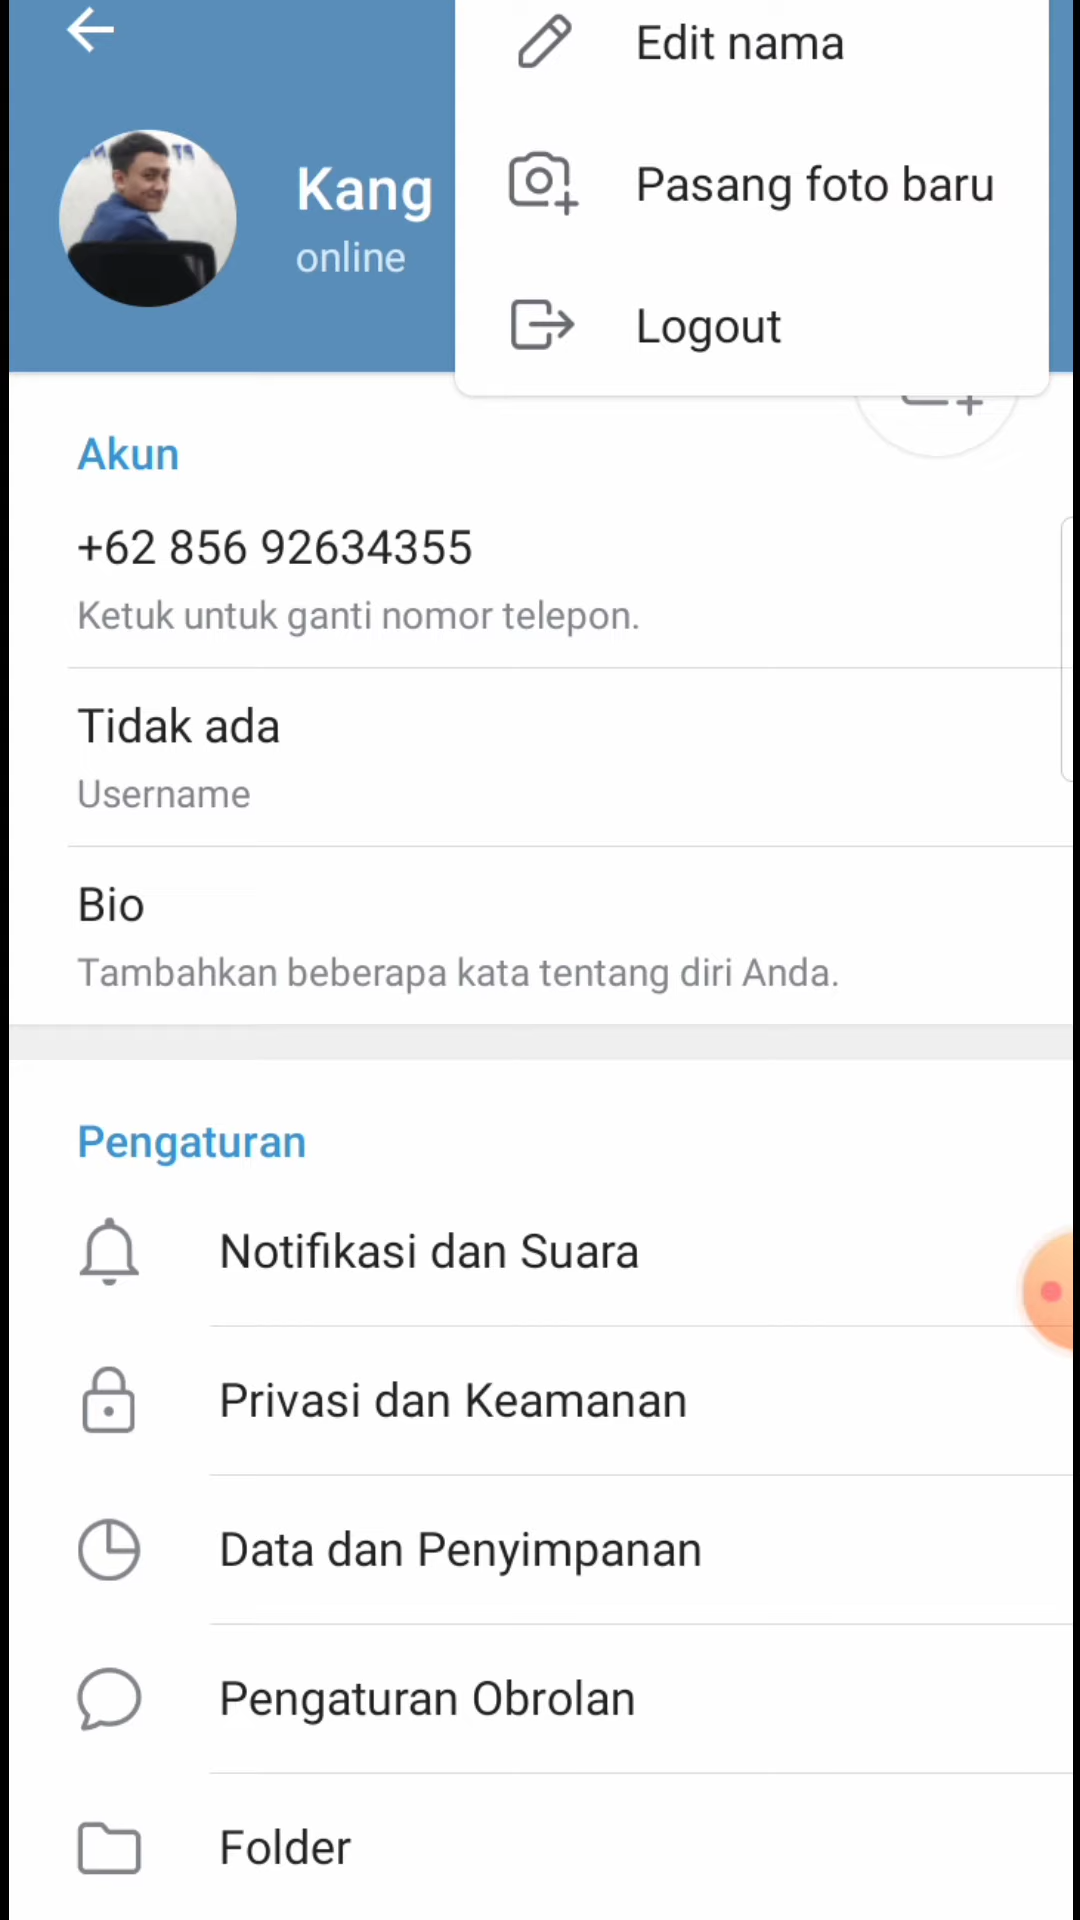 Edit nama
Pasang foto baru
Logout
Kang
online
Akun
+62 856 92634355
Ketuk untuk ganti nomor telepon.
Tidak ada
Username
Bio
Tambahkan beberapa kata tentang diri Anda.
Pengaturan
Notifikasi dan Suara
Privasi dan Keamanan
Data dan Penyimpanan
Pengaturan Obrolan
Folder